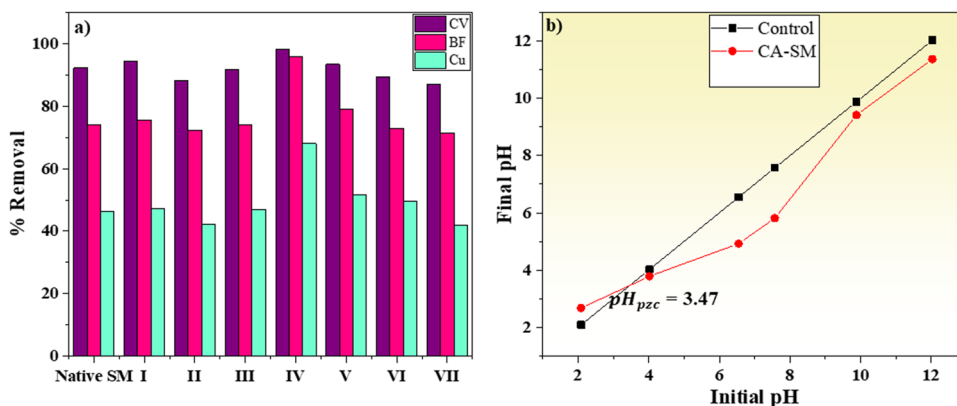 a)
CV
BF
Cu
% Removal
100
80
60
40
20
0
Native SM I II III IV V VI VII
b)
Control
CA-SM
Final pH
12
10
8
6
4
2
0
pH_pzc = 3.47
2 4 6 8 10 12
Initial pH